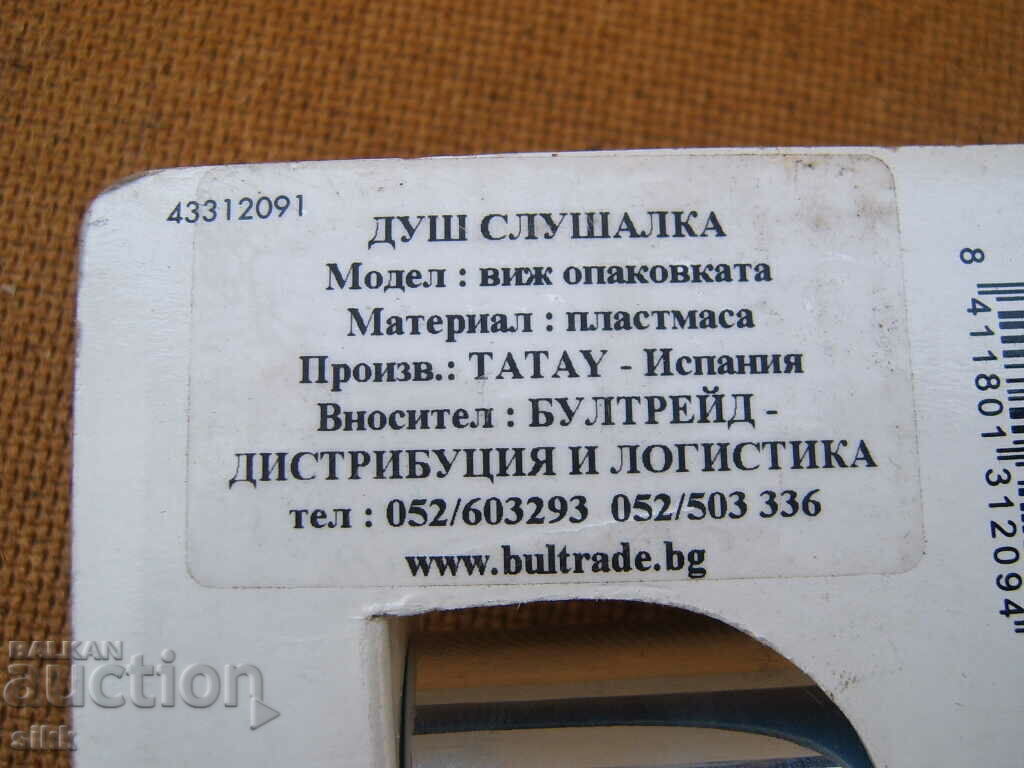 43312091
ДУШ СЛУШАЛКА
Модел : виж опаковката
Материал : пластмаса
Произв.: TATAY - Испания
Вносител : БУЛТРЕЙД -
ДИСТРИБУЦИЯ И ЛОГИСТИКА
тел : 052/603293 052/503 336
www.bultrade.bg
8 411801 312094
BALKAN
auction
silkk